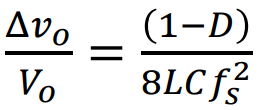 Δv_O / V_O = (1−D) / 8LCf_s^2